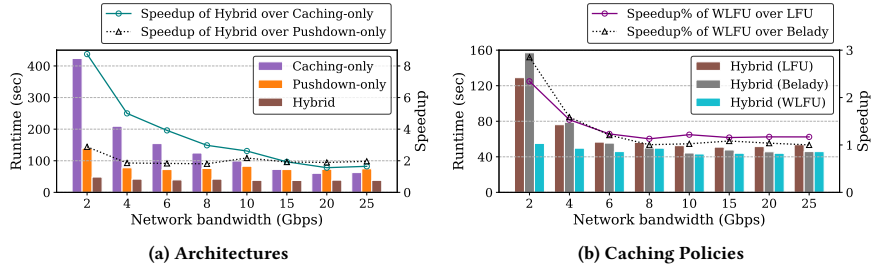 Speedup of Hybrid over Caching-only
Speedup of Hybrid over Pushdown-only
Caching-only
Pushdown-only
Hybrid
Runtime (sec)
400
300
200
100
0
8
6
4
2
0
Speedup
2 4 6 8 10 15 20 25
Network bandwidth (Gbps)
(a) Architectures
Speedup% of WLFU over LFU
Speedup% of WLFU over Belady
Hybrid (LFU)
Hybrid (Belady)
Hybrid (WLFU)
Runtime (sec)
160
120
80
40
0
3
2
1
0
Speedup
2 4 6 8 10 15 20 25
Network bandwidth (Gbps)
(b) Caching Policies